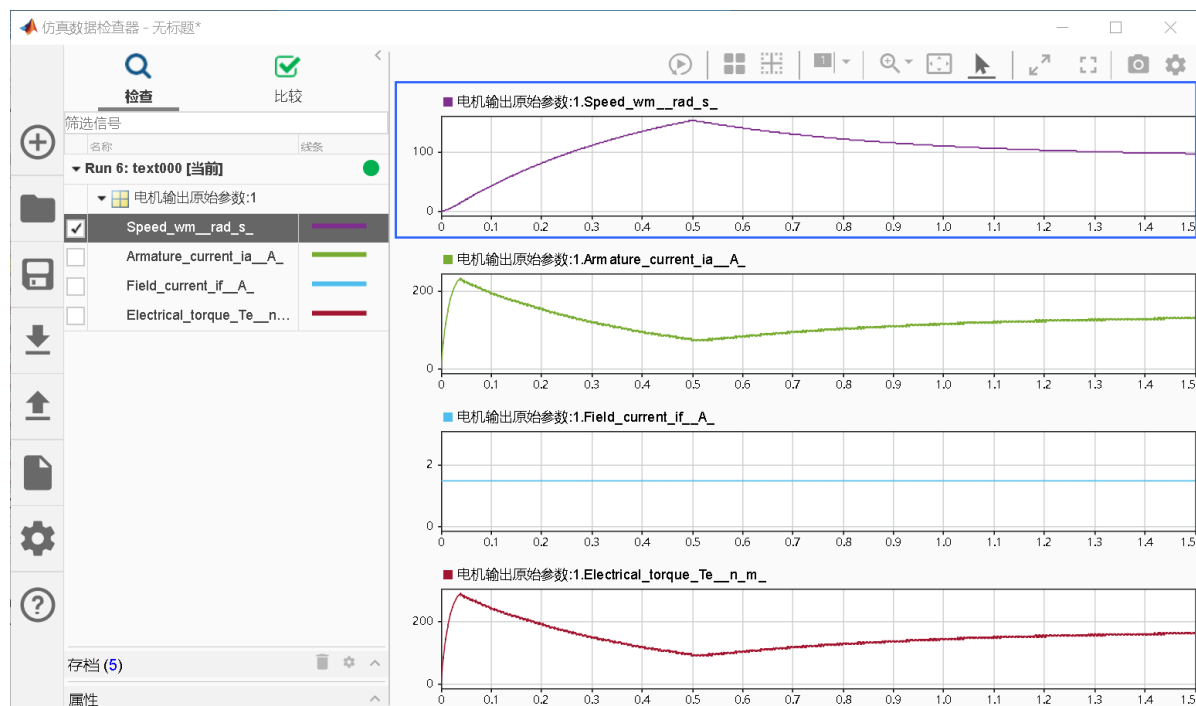 仿真数据检查器 - 无标题*
检查
比较
筛选信号
名称
线条
Run 6: text000 [当前]
电机输出原始参数:1
Speed_wm__rad_s_
Armature_current_ia__A_
Field_current_if__A_
Electrical_torque_Te__n...
存档 (5)
属性
1
电机输出原始参数:1.Speed_wm__rad_s_
100
0
0 0.1 0.2 0.3 0.4 0.5 0.6 0.7 0.8 0.9 1.0 1.1 1.2 1.3 1.4 1.5
电机输出原始参数:1.Armature_current_ia__A_
200
0
0 0.1 0.2 0.3 0.4 0.5 0.6 0.7 0.8 0.9 1.0 1.1 1.2 1.3 1.4 1.5
电机输出原始参数:1.Field_current_if__A_
2
0
0 0.1 0.2 0.3 0.4 0.5 0.6 0.7 0.8 0.9 1.0 1.1 1.2 1.3 1.4 1.5
电机输出原始参数:1.Electrical_torque_Te__n_m_
200
0
0 0.1 0.2 0.3 0.4 0.5 0.6 0.7 0.8 0.9 1.0 1.1 1.2 1.3 1.4 1.5